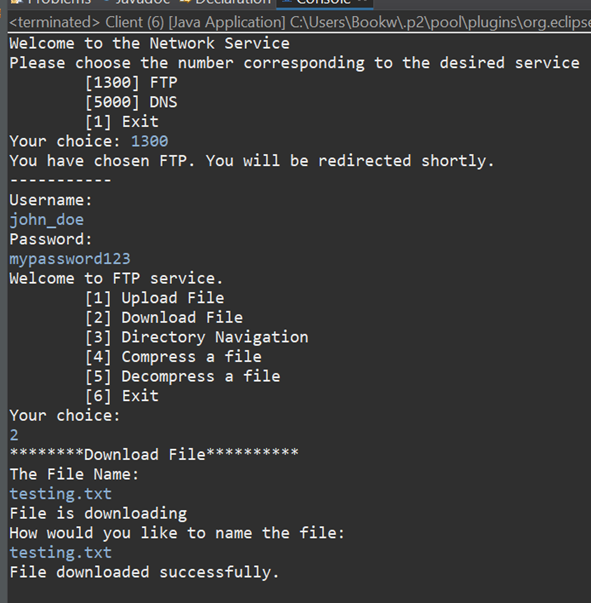 Problems Javadoc Declaration Console
<terminated> Client (6) [Java Application] C:\Users\Bookw\.p2\pool\plugins\org.eclipse
Welcome to the Network Service
Please choose the number corresponding to the desired service
[1300] FTP
[5000] DNS
[1] Exit
Your choice: 1300
You have chosen FTP. You will be redirected shortly.
-----------
Username:
john_doe
Password:
mypassword123
Welcome to FTP service.
[1] Upload File
[2] Download File
[3] Directory Navigation
[4] Compress a file
[5] Decompress a file
[6] Exit
Your choice:
2
********Download File**********
The File Name:
testing.txt
File is downloading
How would you like to name the file:
testing.txt
File downloaded successfully.